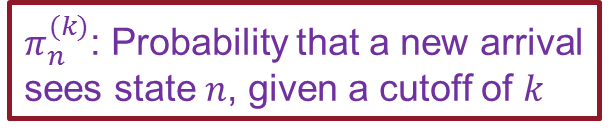 π_n^(k): Probability that a new arrival
sees state n, given a cutoff of k